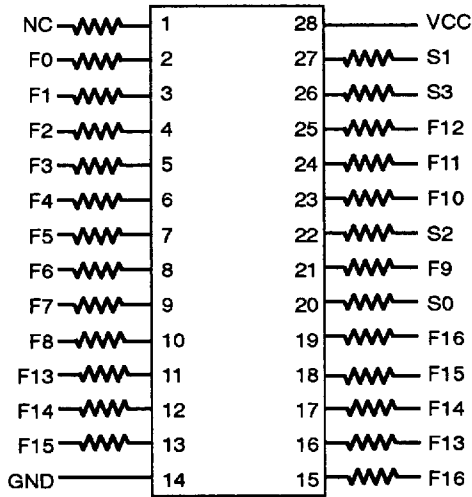 NC 1 28 VCC
F0 2 27 S1
F1 3 26 S3
F2 4 25 F12
F3 5 24 F11
F4 6 23 F10
F5 7 22 S2
F6 8 21 F9
F7 9 20 S0
F8 10 19 F16
F13 11 18 F15
F14 12 17 F14
F15 13 16 F13
GND 14 15 F16